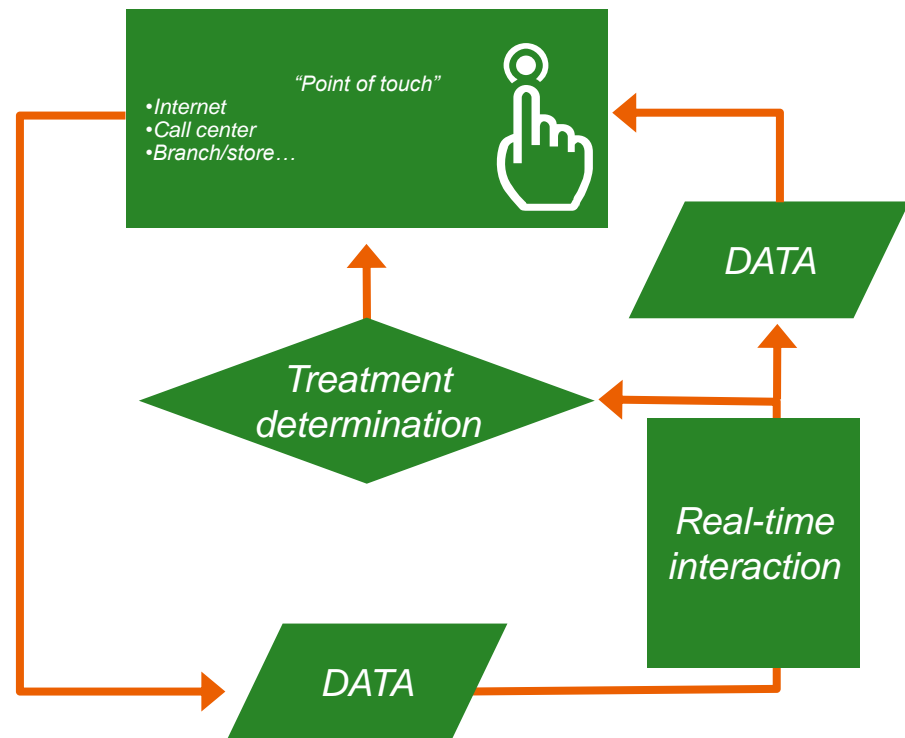 “Point of touch”
•Internet
•Call center
•Branch/store…
DATA
Treatment
determination
Real-time
interaction
DATA